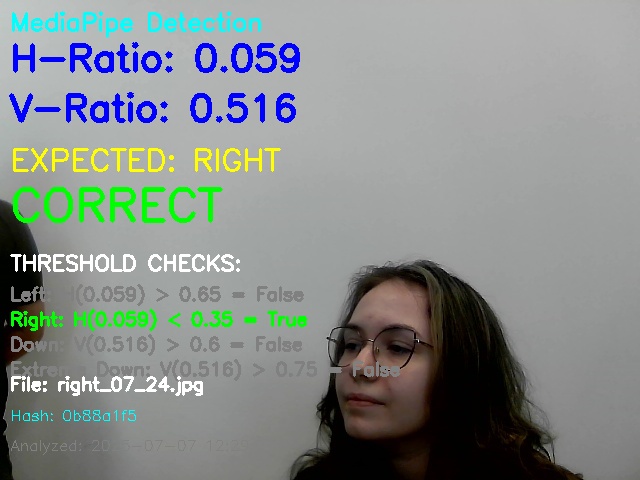 MediaPipe Detection
H-Ratio: 0.059
V-Ratio: 0.516
EXPECTED: RIGHT
CORRECT
THRESHOLD CHECKS:
Left: H(0.059) > 0.65 = False
Right: H(0.059) < 0.35 = True
Down: V(0.516) > 0.6 = False
Extreme Down: V(0.516) > 0.75 = False
File: right_07_24.jpg
Hash: 0b88a1f5
Analyzed: